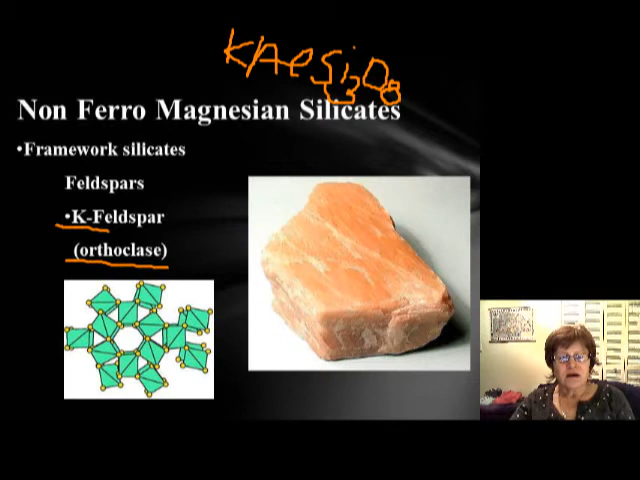 KAlSi3O8
Non Ferro Magnesian Silicates
•Framework silicates
Feldspars
•K-Feldspar
(orthoclase)